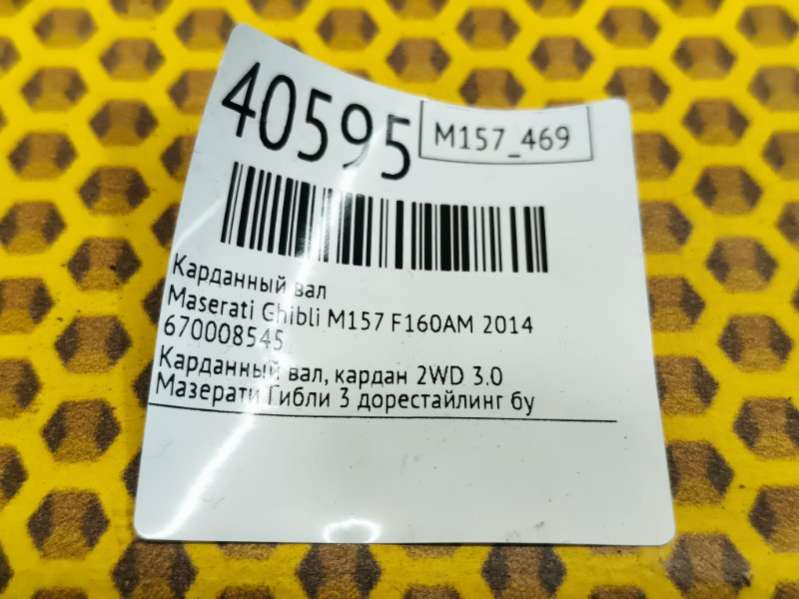 40595
M157_469
Карданный вал
Maserati Ghibli M157 F160AM 2014
670008545
Карданный вал, кардан 2WD 3.0
Мазерати Гибли 3 дорестайлинг бу